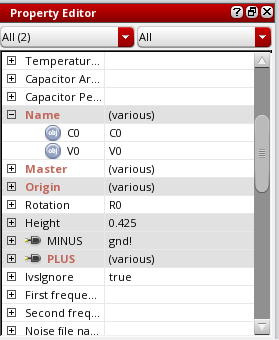 Property Editor
All (2) All
Temperatur...
Capacitor Ar...
Capacitor Pe...
Name (various)
obj C0 C0
obj V0 V0
Master (various)
Origin (various)
Rotation R0
Height 0.425
MINUS gnd!
PLUS (various)
lvsIgnore true
First freque...
Second freq...
Noise file na...